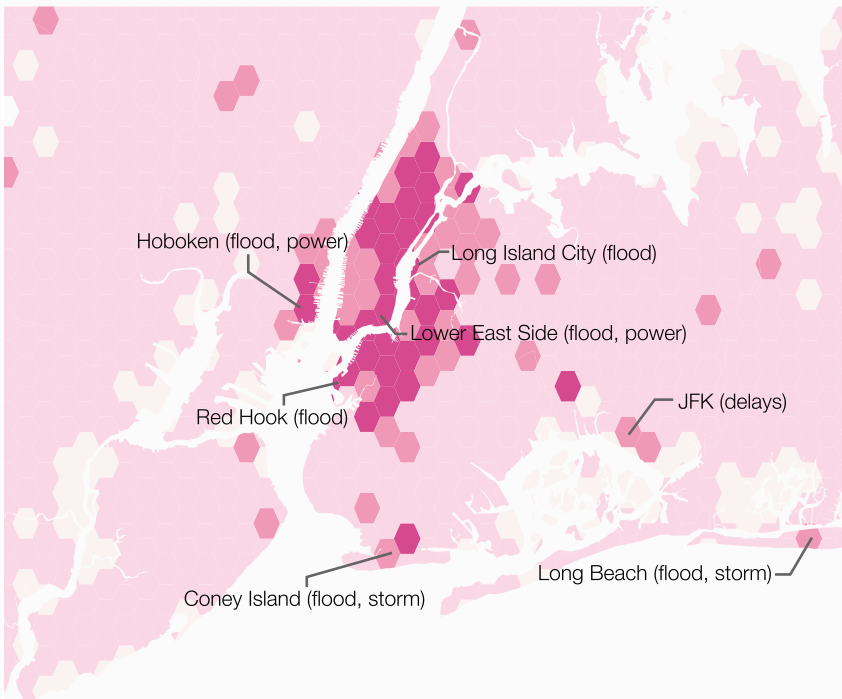 Hoboken (flood, power)
Long Island City (flood)
Lower East Side (flood, power)
JFK (delays)
Red Hook (flood)
Long Beach (flood, storm)
Coney Island (flood, storm)